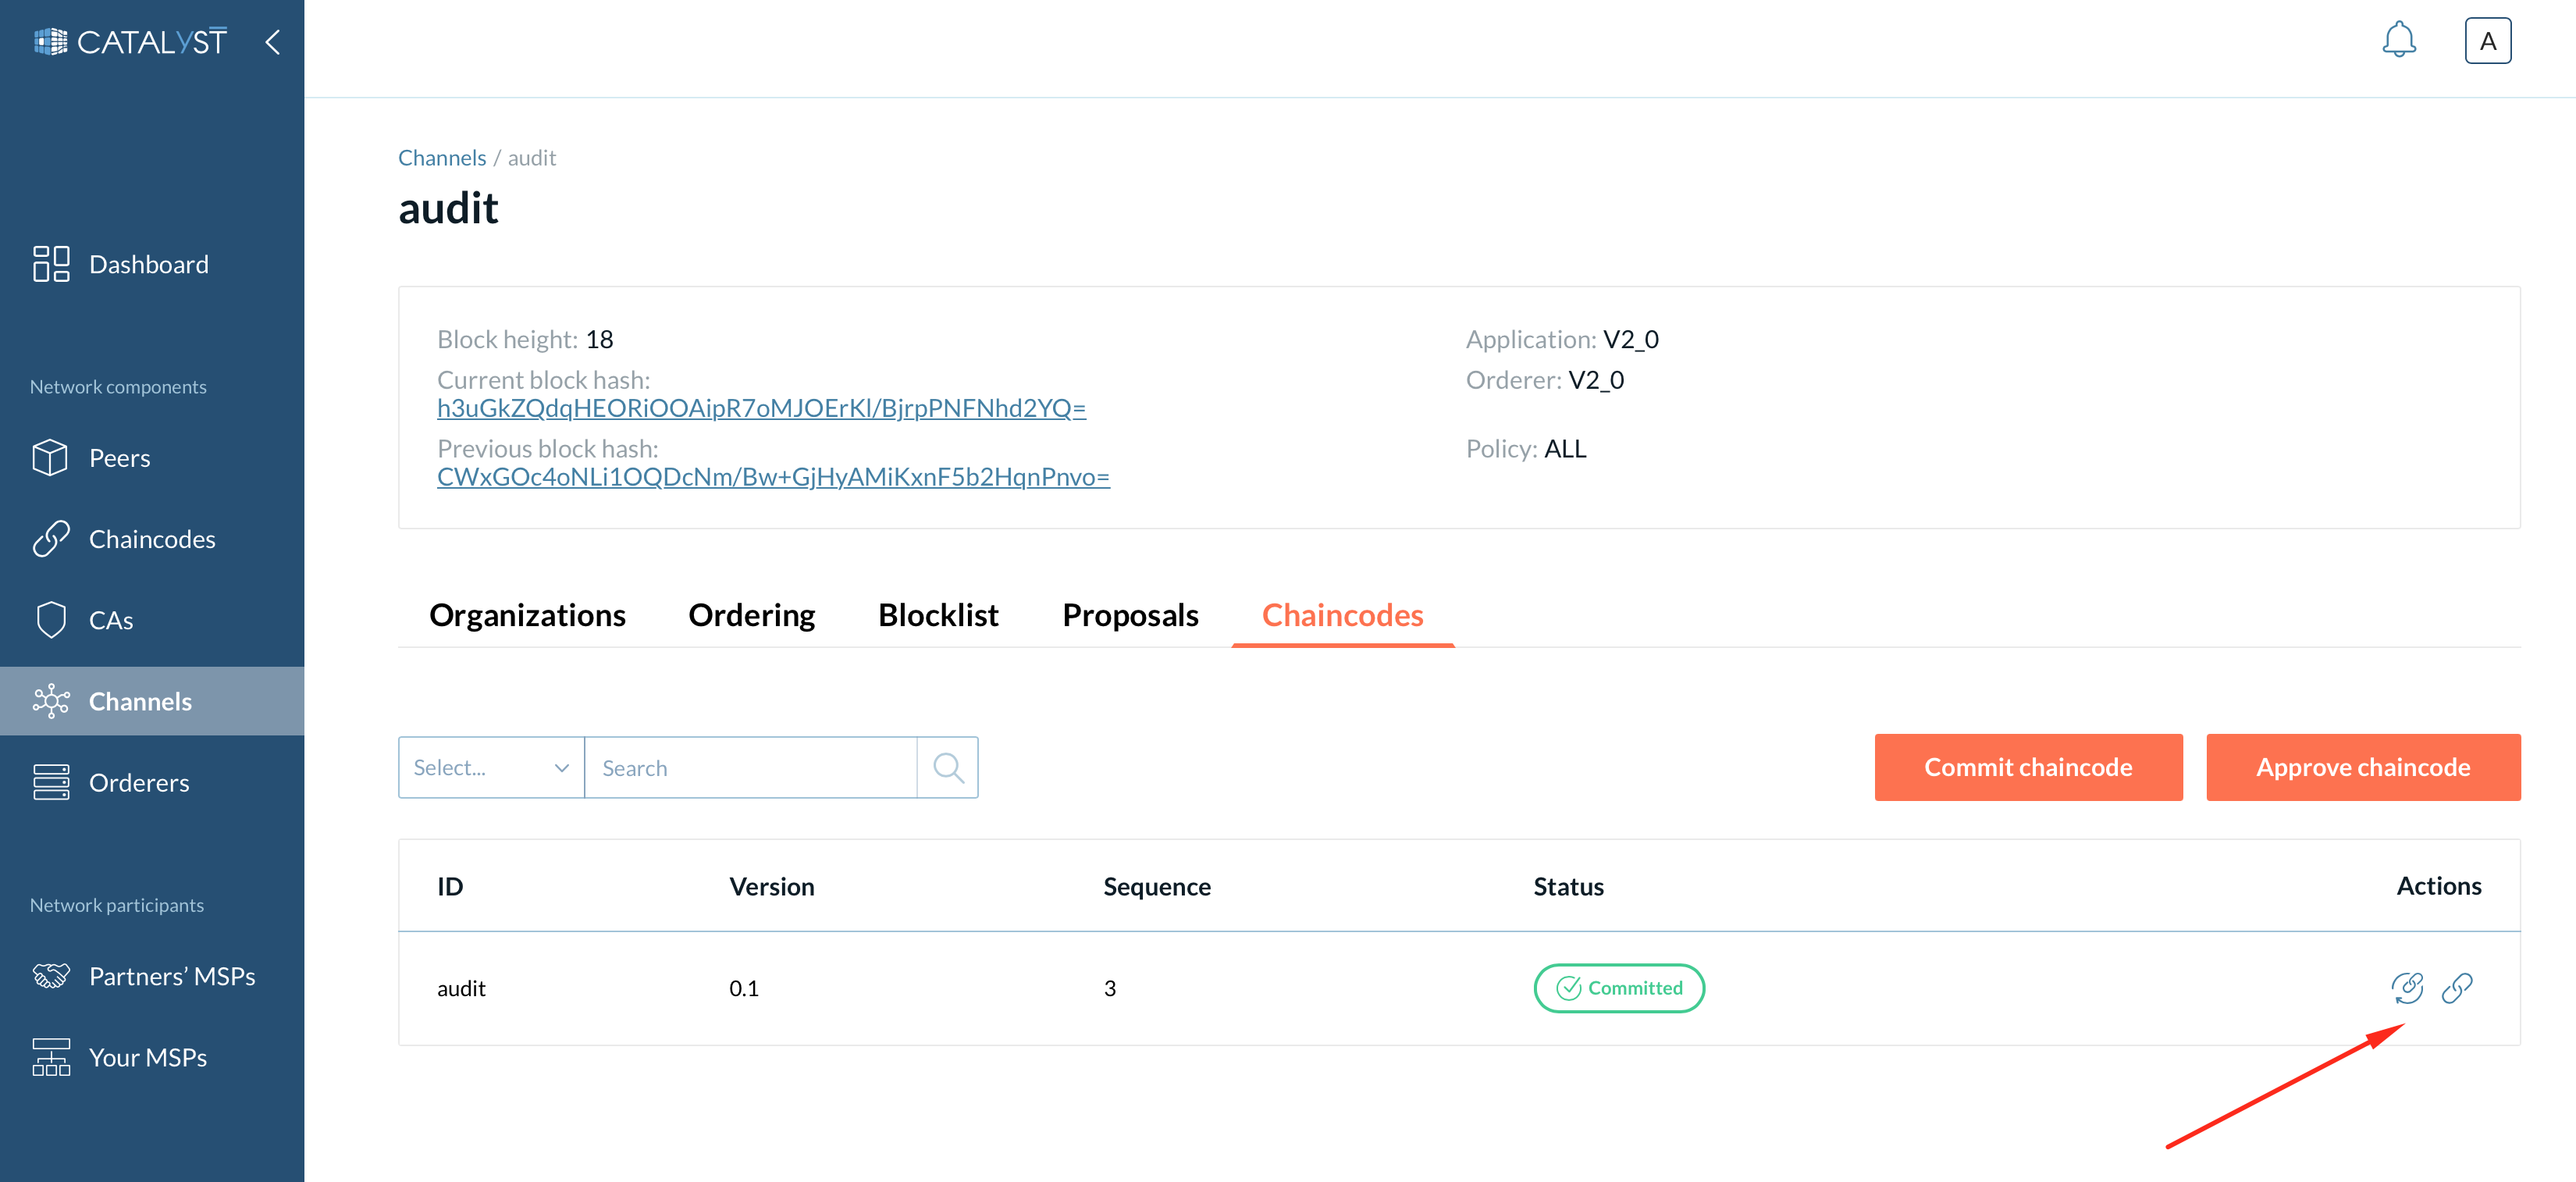 CATALYST
A
Dashboard
Network components
Peers
Chaincodes
CAs
Channels
Orderers
Network participants
Partners’ MSPs
Your MSPs
Channels / audit
audit
Block height: 18
Current block hash:
h3uGkZQdqHEORiOOAipR7oMJOErKl/BjrpPNFNhd2YQ=
Previous block hash:
CWxGOc4oNLi1OQDcNm/Bw+GjHyAMiKxnF5b2HqnPnvo=
Application: V2_0
Orderer: V2_0
Policy: ALL
Organizations Ordering Blocklist Proposals Chaincodes
Select... Search Commit chaincode Approve chaincode
ID Version Sequence Status Actions
audit 0.1 3 Committed